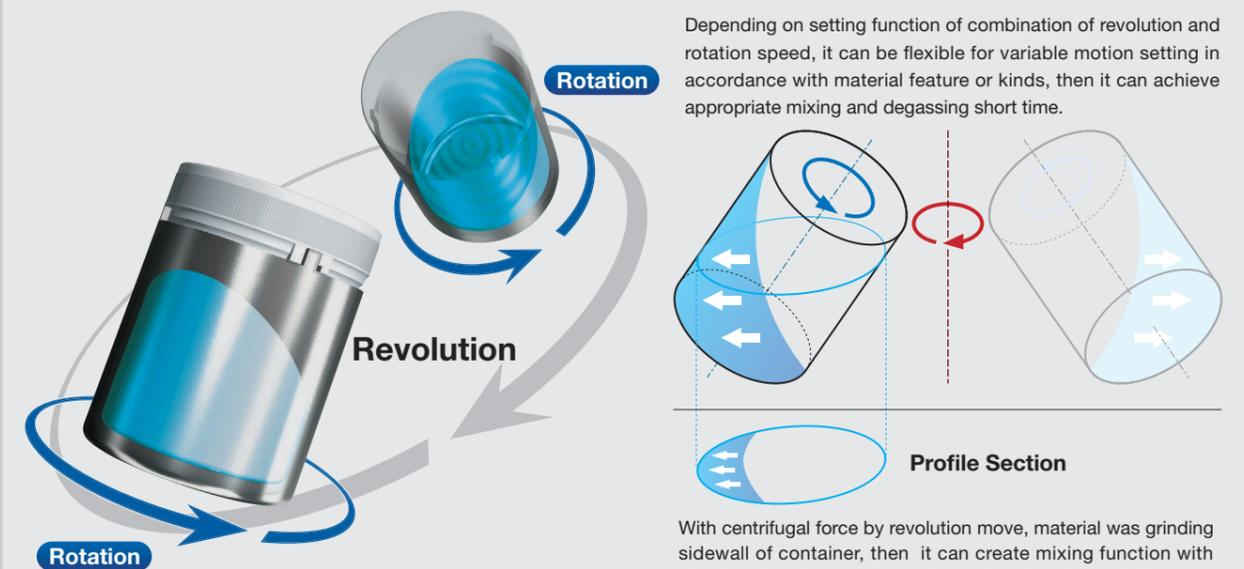 Rotation
Revolution
Rotation
Depending on setting function of combination of revolution and
rotation speed, it can be flexible for variable motion setting in
accordance with material feature or kinds, then it can achieve
appropriate mixing and degassing short time.
Profile Section
With centrifugal force by revolution move, material was grinding
sidewall of container, then it can create mixing function with